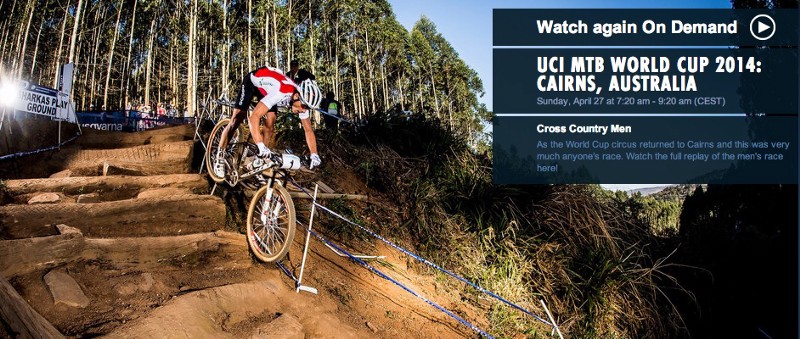 Watch again On Demand
UCI MTB WORLD CUP 2014:
CAIRNS, AUSTRALIA
Sunday, April 27 at 7:20 am - 9:20 am (CEST)
Cross Country Men
As the World Cup circus returned to Cairns and this was very
much anyone's race. Watch the full replay of the men's race
here!
HARKAS PLAY
GROUND
usqvarna